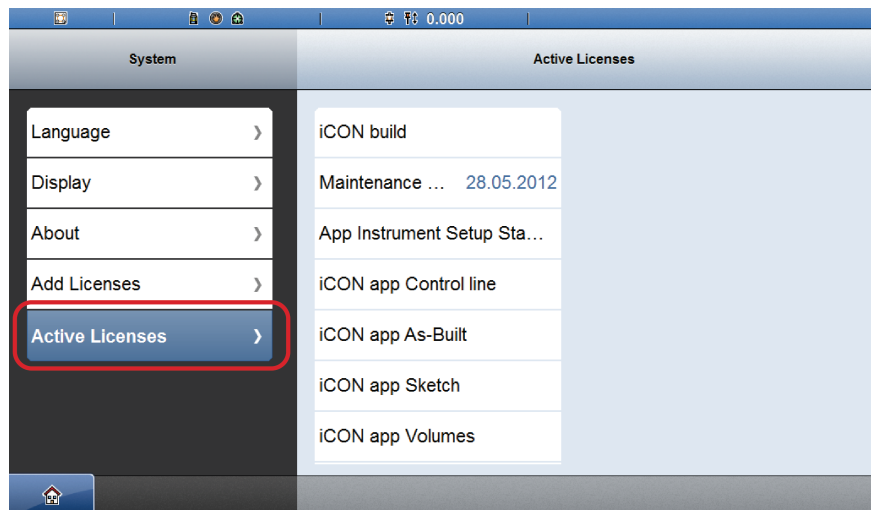 0.000
System
Active Licenses
Language
Display
About
Add Licenses
Active Licenses
iCON build
Maintenance … 28.05.2012
App Instrument Setup Sta…
iCON app Control line
iCON app As-Built
iCON app Sketch
iCON app Volumes